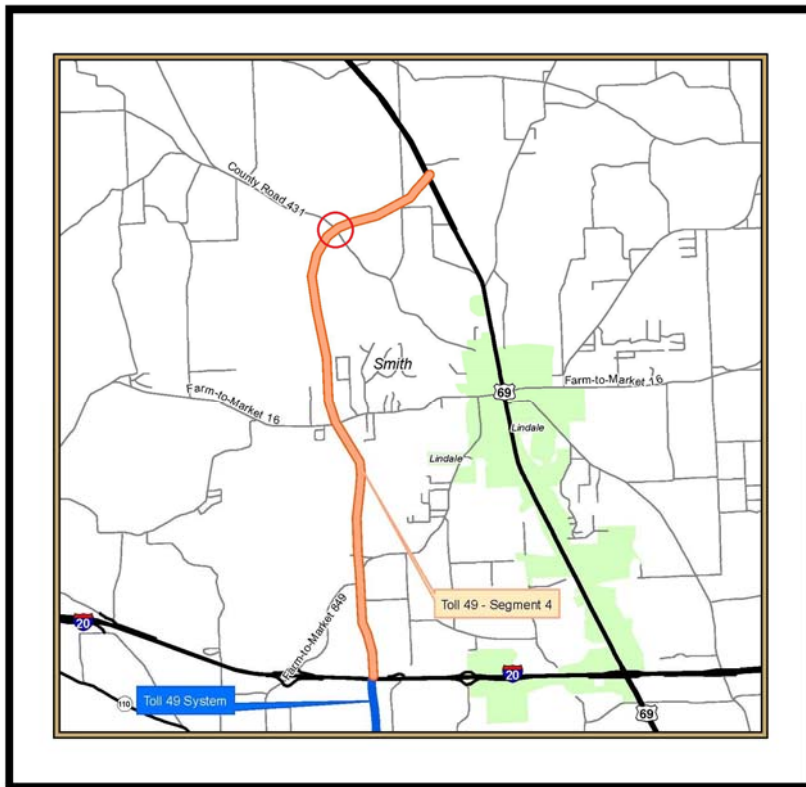 County Road 431
Smith
Farm-to-Market 16
Farm-to-Market 16
69
Lindale
Lindale
Toll 49 - Segment 4
Farm-to-Market 849
20
20
110
Toll 49 System
69